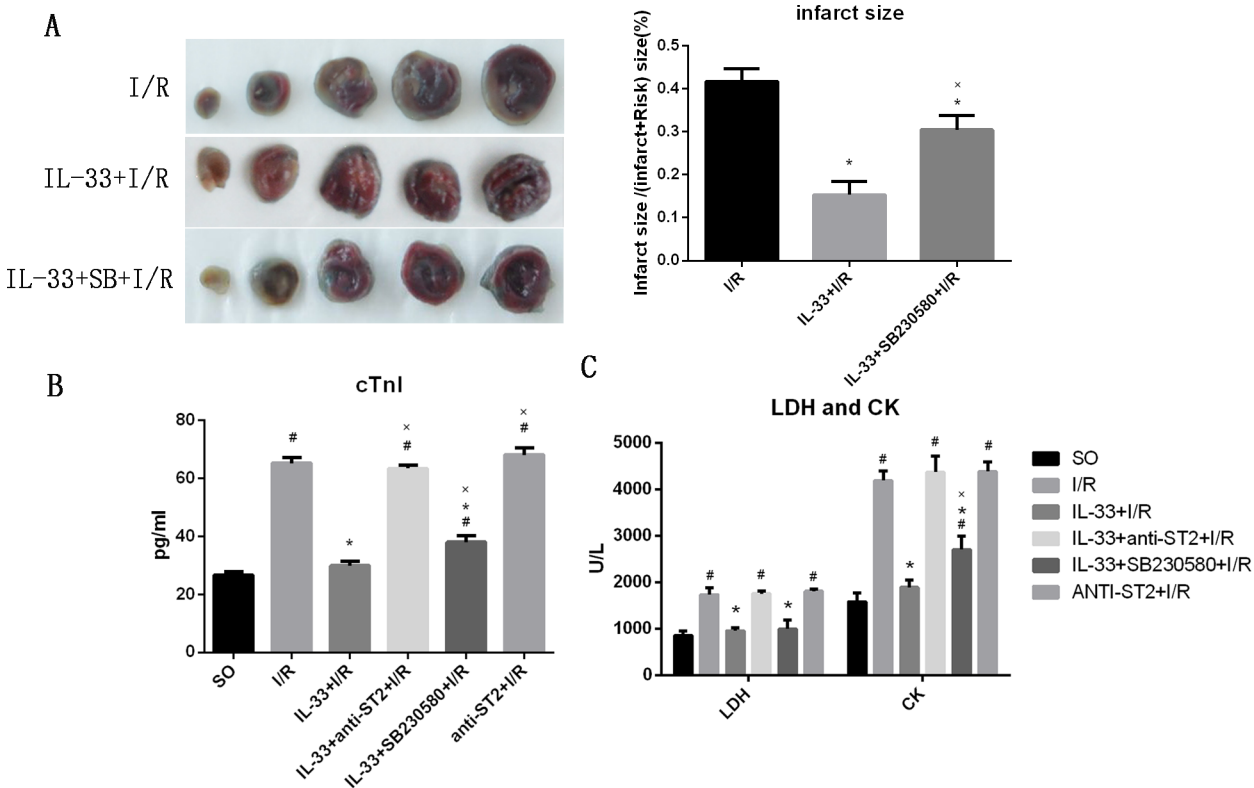 A
I/R
IL-33+I/R
IL-33+SB+I/R
infarct size
Infarct size /(infarct+Risk) size(%)
0.5
0.4
0.3
0.2
0.1
0.0
*
×
*
I/R
IL-33+I/R
IL-33+SB230580+I/R
B
cTnI
pg/ml
80
60
40
20
0
#
*
×
#
×
*
#
×
#
SO
I/R
IL-33+I/R
IL-33+anti-ST2+I/R
IL-33+SB230580+I/R
anti-ST2+I/R
C
LDH and CK
U/L
5000
4000
3000
2000
1000
0
#
*
#
*
#
#
*
#
×
*
#
#
LDH
CK
SO
I/R
IL-33+I/R
IL-33+anti-ST2+I/R
IL-33+SB230580+I/R
ANTI-ST2+I/R